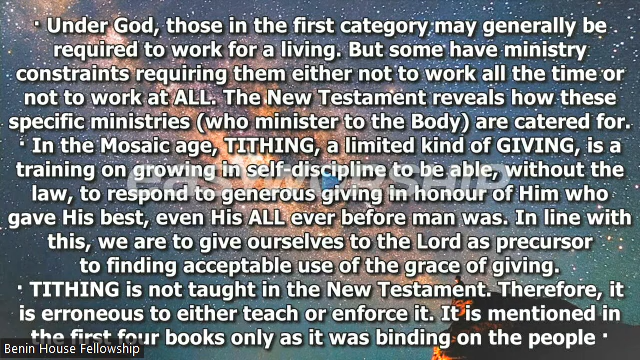 · Under God, those in the first category may generally be
required to work for a living. But some have ministry
constraints requiring them either not to work all the time or
not to work at ALL. The New Testament reveals how these
specific ministries (who minister to the Body) are catered for.
· In the Mosaic age, TITHING, a limited kind of GIVING, is a
training on growing in self-discipline to be able, without the
law, to respond to generous giving in honour of Him who
gave His best, even His ALL ever before man was. In line with
this, we are to give ourselves to the Lord as precursor
to finding acceptable use of the grace of giving.
· TITHING is not taught in the New Testament. Therefore, it
is erroneous to either teach or enforce it. It is mentioned in
the first four books only as it was binding on the people ·
Benin House Fellowship